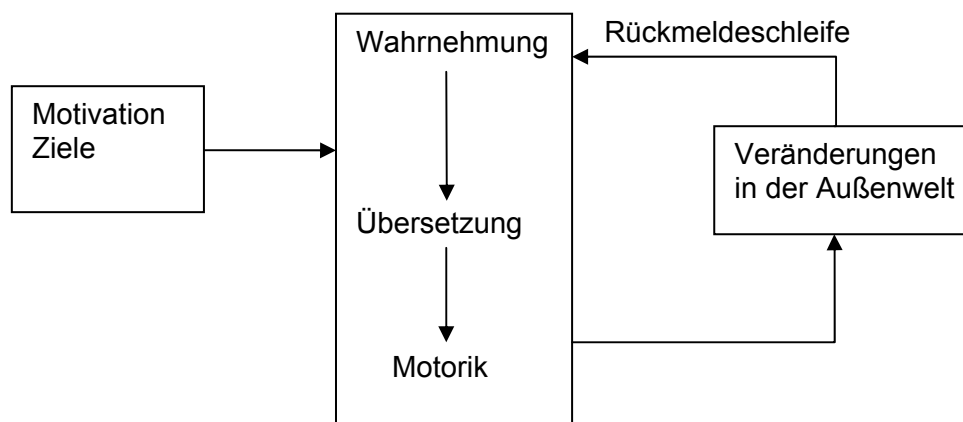 Motivation
Ziele
Wahrnehmung
Übersetzung
Motorik
Rückmeldeschleife
Veränderungen
in der Außenwelt